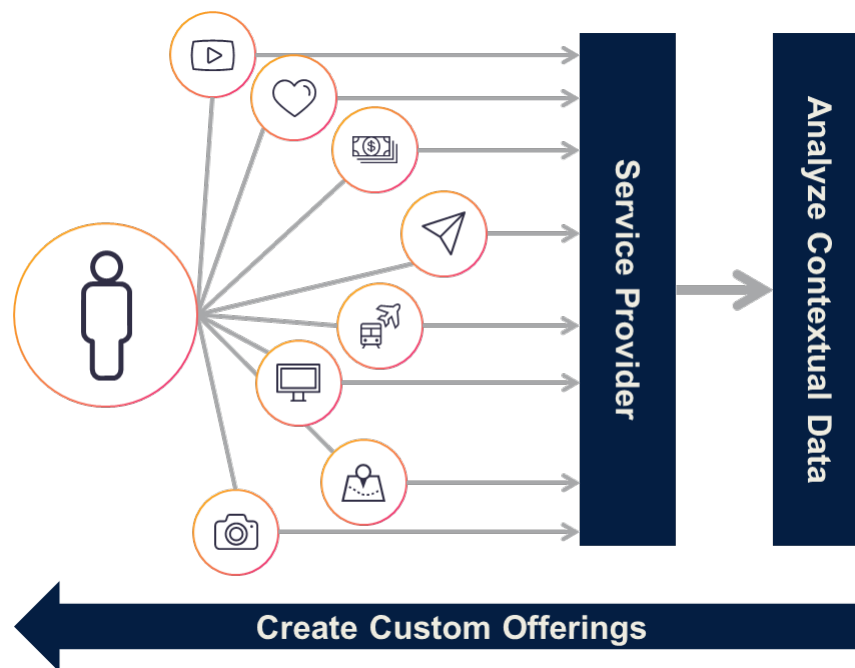 Service Provider
Analyze Contextual Data
Create Custom Offerings
$